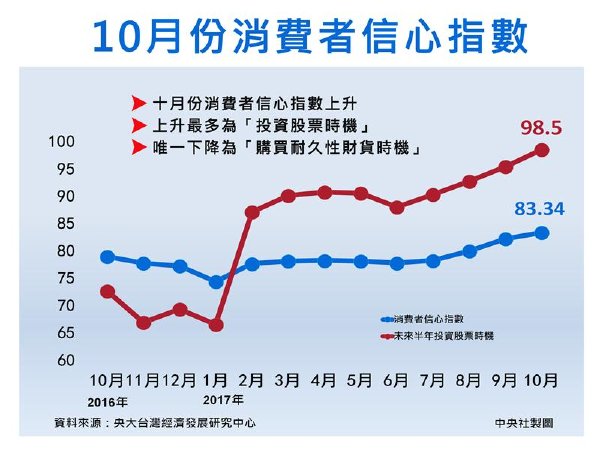 10月份消費者信心指數
十月份消費者信心指數上升
上升最多為「投資股票時機」
唯一下降為「購買耐久性財貨時機」
100
95
90
85
80
75
70
65
60
98.5
83.34
消費者信心指數
未來半年投資股票時機
10月 11月 12月 1月 2月 3月 4月 5月 6月 7月 8月 9月 10月
2016年 2017年
資料來源：央大台灣經濟發展研究中心 中央社製圖